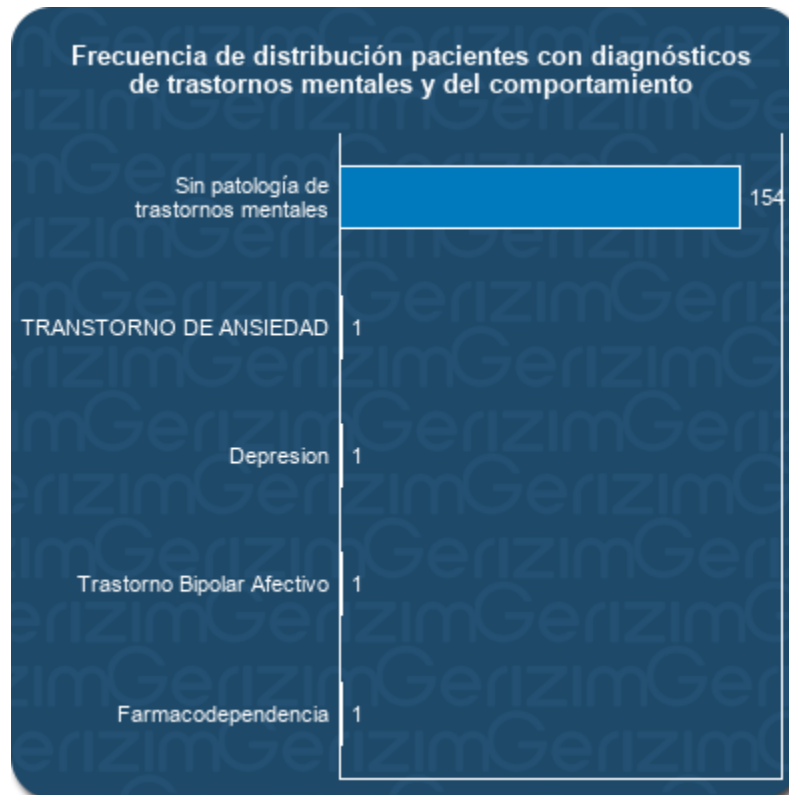 Frecuencia de distribución pacientes con diagnósticos
de trastornos mentales y del comportamiento
Sin patología de
trastornos mentales
154
TRANSTORNO DE ANSIEDAD
1
Depresion
1
Trastorno Bipolar Afectivo
1
Farmacodependencia
1